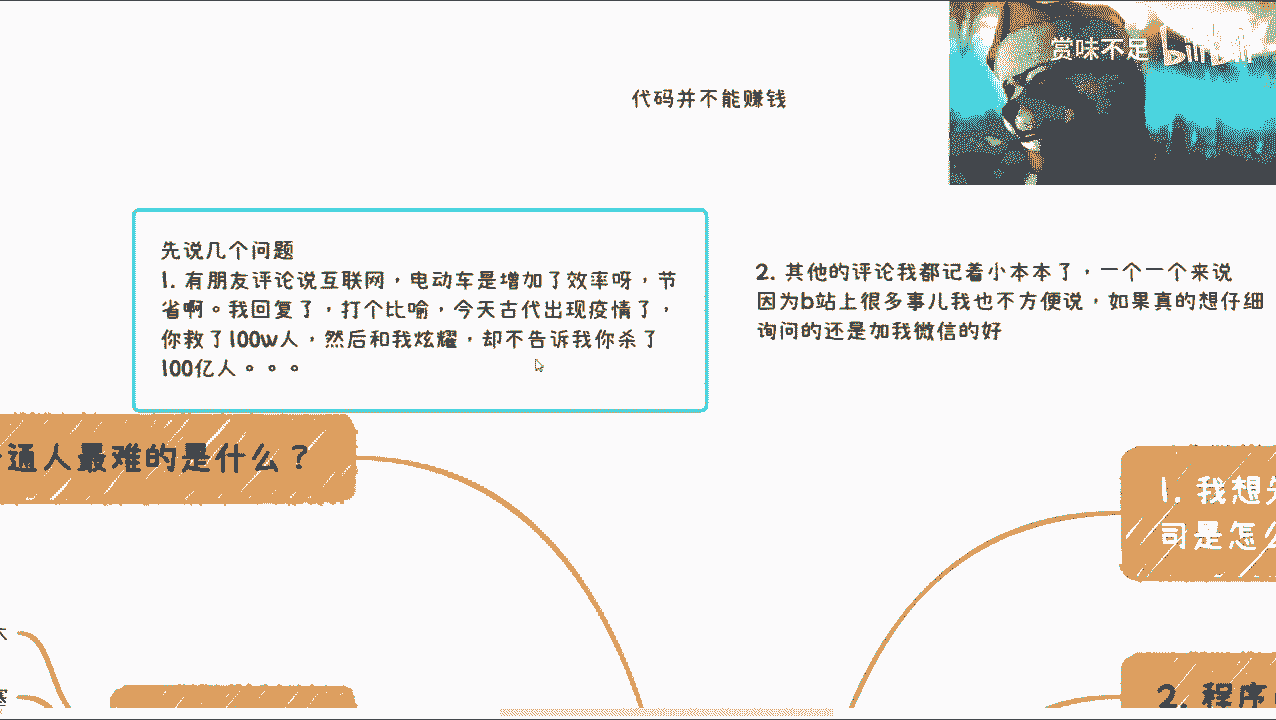 赏味不足 bilibili
代码并不能赚钱
先说几个问题
1. 有朋友评论说互联网，电动车是增加了效率呀，节
省啊。我回复了，打个比喻，今天古代出现疫情了，
你救了100w人，然后和我炫耀，却不告诉我你杀了
100亿人。。。
2. 其他的评论我都记着小本本了，一个一个来说
因为b站上很多事儿我也不方便说，如果真的想仔细
询问的还是加我微信的好
通人最难的是什么？
1. 我想先
司是怎么
2. 程序